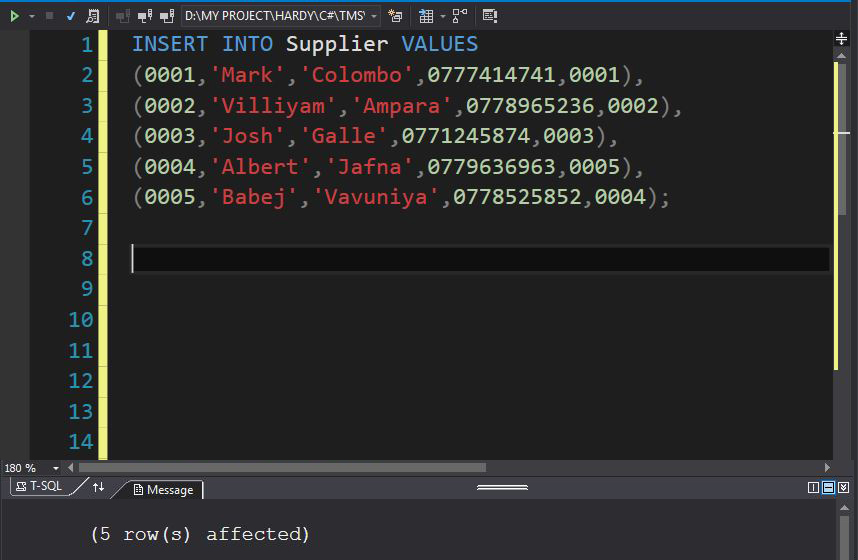 D:\MY PROJECT\HARDY\C#\TMS\
1 INSERT INTO Supplier VALUES
2 (0001,'Mark','Colombo',0777414741,0001),
3 (0002,'Villiyam','Ampara',0778965236,0002),
4 (0003,'Josh','Galle',0771245874,0003),
5 (0004,'Albert','Jafna',0779636963,0005),
6 (0005,'Babej','Vavuniya',0778525852,0004);
7
8
9
10
11
12
13
14
180 %
T-SQL Message
(5 row(s) affected)